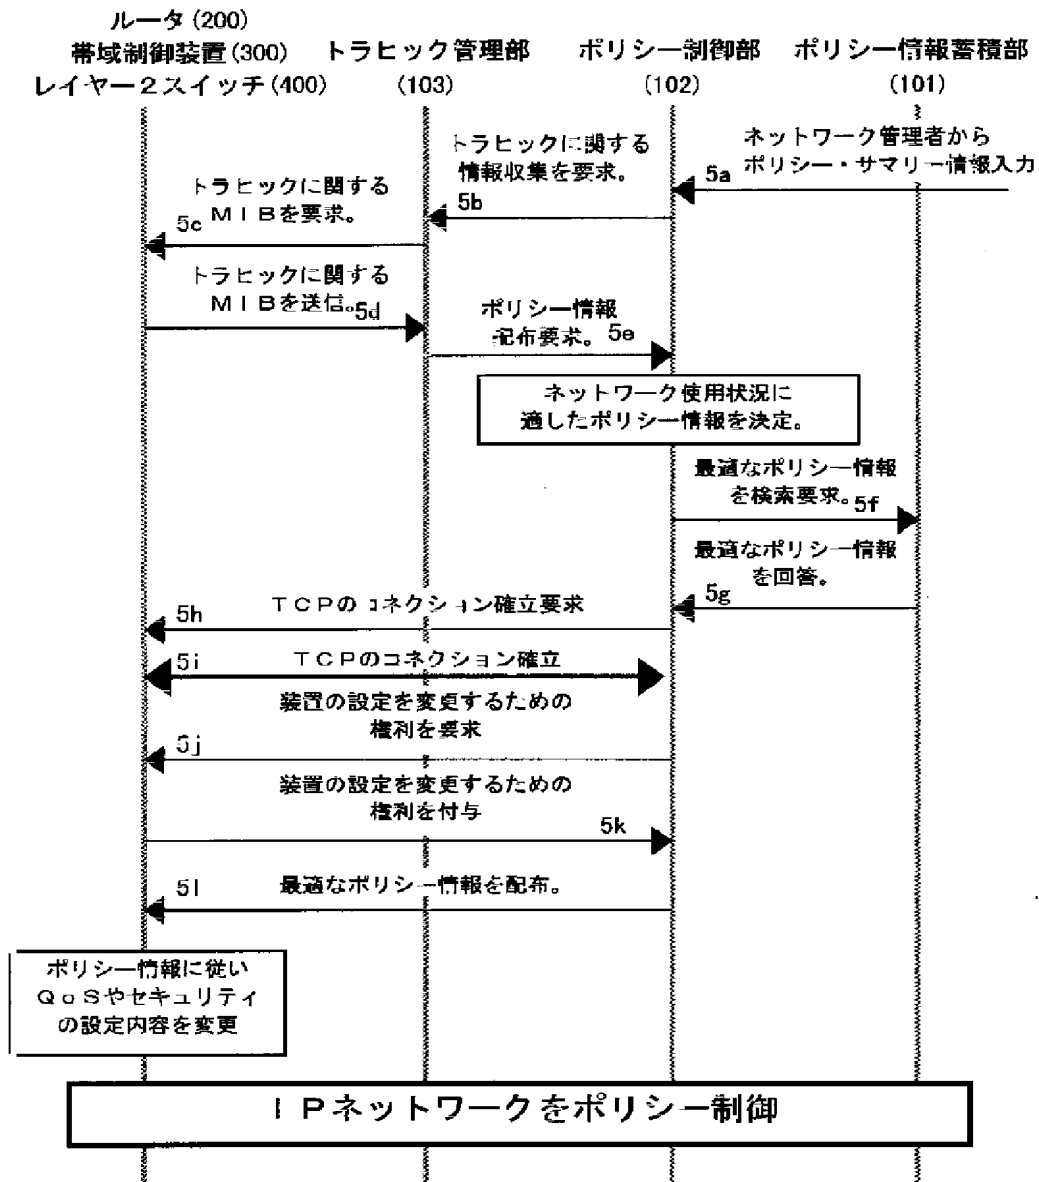 ルータ(200)
帯域制御装置(300)
レイヤー2スイッチ(400)
トラヒック管理部
(103)
ポリシー制御部
(102)
ポリシー情報蓄積部
(101)
ネットワーク管理者から
ポリシー・サマリー情報入力
5a
トラヒックに関する
情報収集を要求。
5b
トラヒックに関する
MIBを要求。
5c
トラヒックに関する
MIBを送信。
5d
ポリシー情報
配布要求。
5e
ネットワーク使用状況に
適したポリシー情報を決定。
最適なポリシー情報
を検索要求。
5f
最適なポリシー情報
を回答。
5g
TCPのコネクション確立要求
5h
TCPのコネクション確立
5i
装置の設定を変更するための
権利を要求
5j
装置の設定を変更するための
権利を付与
5k
最適なポリシー情報を配布。
5l
ポリシー情報に従い
QoSやセキュリティ
の設定内容を変更
IPネットワークをポリシー制御